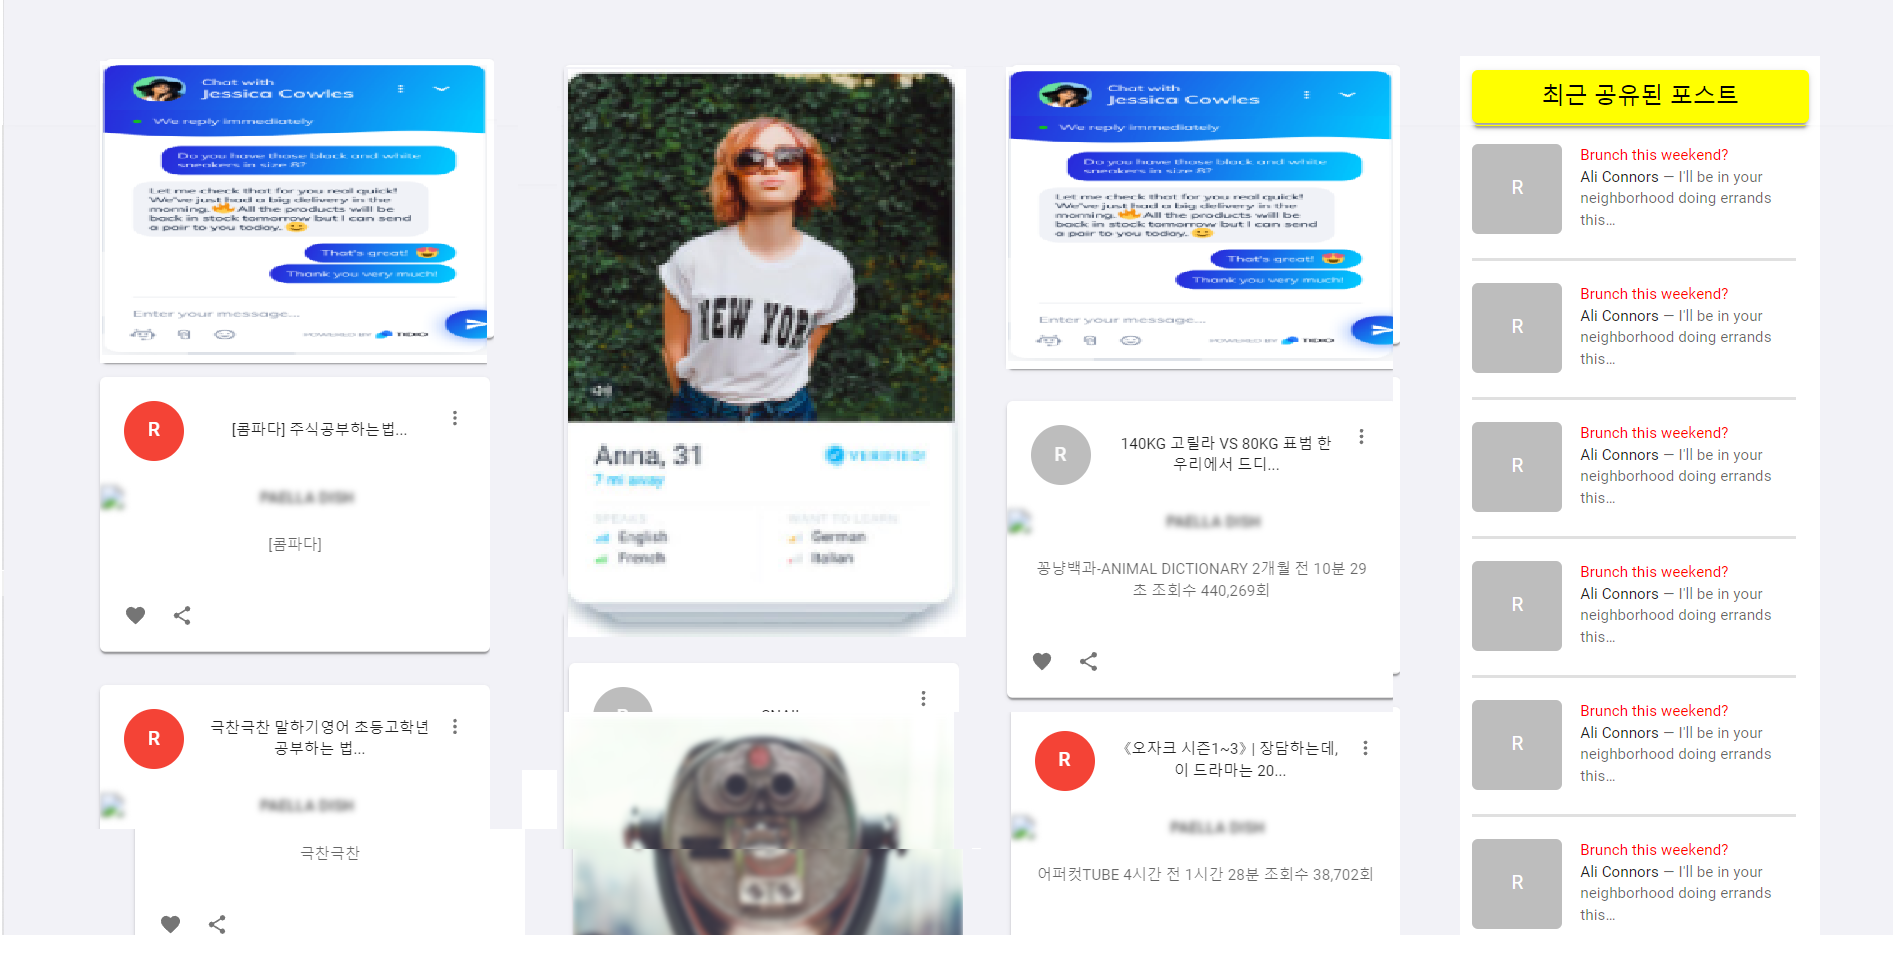 Chat with
Jessica Cowles
We reply immediately
Do you have those black and white
sneakers in size 8?
Let me check that for you real quick!
We've just had a big delivery in the
morning. 🔥 All the products will be
back in stock tomorrow but I can send
a pair to you today. 😊
That's great! 😍
Thank you very much!
Enter your message...
POWERED BY TIDIO
R
[콤파다] 주식공부하는법...
PAELLA DISH
[콤파다]
R
극찬극찬 말하기영어 초등고학년
공부하는 법...
PAELLA DISH
극찬극찬
NEW YORK
Anna, 31
VERIFIED!
7 mi away
SPEAKS
WANT TO LEARN
English
German
French
Italian
Chat with
Jessica Cowles
We reply immediately
Do you have those black and white
sneakers in size 8?
Let me check that for you real quick!
We've just had a big delivery in the
morning. 🔥 All the products will be
back in stock tomorrow but I can send
a pair to you today. 😊
That's great! 😍
Thank you very much!
Enter your message...
POWERED BY TIDIO
R
140KG 고릴라 VS 80KG 표범 한
우리에서 드디...
PAELLA DISH
꽁냥백과-ANIMAL DICTIONARY 2개월 전 10분 29
초 조회수 440,269회
R
《오자크 시즌1~3》 | 장담하는데,
이 드라마는 20...
PAELLA DISH
어퍼컷TUBE 4시간 전 1시간 28분 조회수 38,702회
최근 공유된 포스트
R
Brunch this weekend?
Ali Connors — I'll be in your
neighborhood doing errands
this...
R
Brunch this weekend?
Ali Connors — I'll be in your
neighborhood doing errands
this...
R
Brunch this weekend?
Ali Connors — I'll be in your
neighborhood doing errands
this...
R
Brunch this weekend?
Ali Connors — I'll be in your
neighborhood doing errands
this...
R
Brunch this weekend?
Ali Connors — I'll be in your
neighborhood doing errands
this...
R
Brunch this weekend?
Ali Connors — I'll be in your
neighborhood doing errands
this...